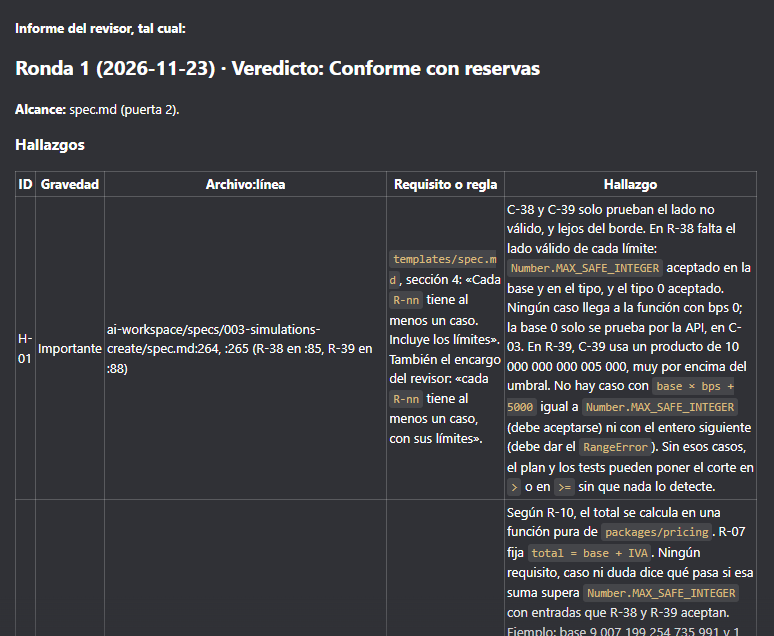 Informe del revisor, tal cual:
Ronda 1 (2026-11-23) · Veredicto: Conforme con reservas
Alcance: spec.md (puerta 2).
Hallazgos
ID Gravedad Archivo:línea Requisito o regla Hallazgo
H-
01
Importante
ai-workspace/specs/003-simulations-
create/spec.md:264, :265 (R-38 en :85, R-39 en
:88)
templates/spec.m
d, sección 4: «Cada
R-nn tiene al
menos un caso.
Incluye los límites».
También el encargo
del revisor: «cada
R-nn tiene al
menos un caso,
con sus límites».
C-38 y C-39 solo prueban el lado no
válido, y lejos del borde. En R-38 falta el
lado válido de cada límite:
Number.MAX_SAFE_INTEGER aceptado en la
base y en el tipo, y el tipo 0 aceptado.
Ningún caso llega a la función con bps 0;
la base 0 solo se prueba por la API, en C-
03. En R-39, C-39 usa un producto de 10
000 000 000 005 000, muy por encima del
umbral. No hay caso con base × bps +
5000 igual a Number.MAX_SAFE_INTEGER
(debe aceptarse) ni con el entero siguiente
(debe dar el RangeError). Sin esos casos,
el plan y los tests pueden poner el corte en
> o en >= sin que nada lo detecte.
Según R-10, el total se calcula en una
función pura de packages/pricing. R-07
fija total = base + IVA. Ningún
requisito, caso ni duda dice qué pasa si esa
suma supera Number.MAX_SAFE_INTEGER
con entradas que R-38 y R-39 aceptan.
Ejemplo: base 9 007 199 254 735 991 y 1